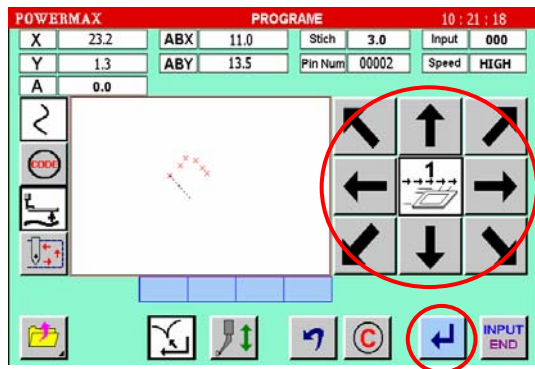 POWERMAX PROGRAME 10 : 21 : 18
X 23.2 ABX 11.0 Stich 3.0 Input 000
Y 1.3 ABY 13.5 Pin Num 00002 Speed HIGH
A 0.0
CODE
1
C
INPUT
END